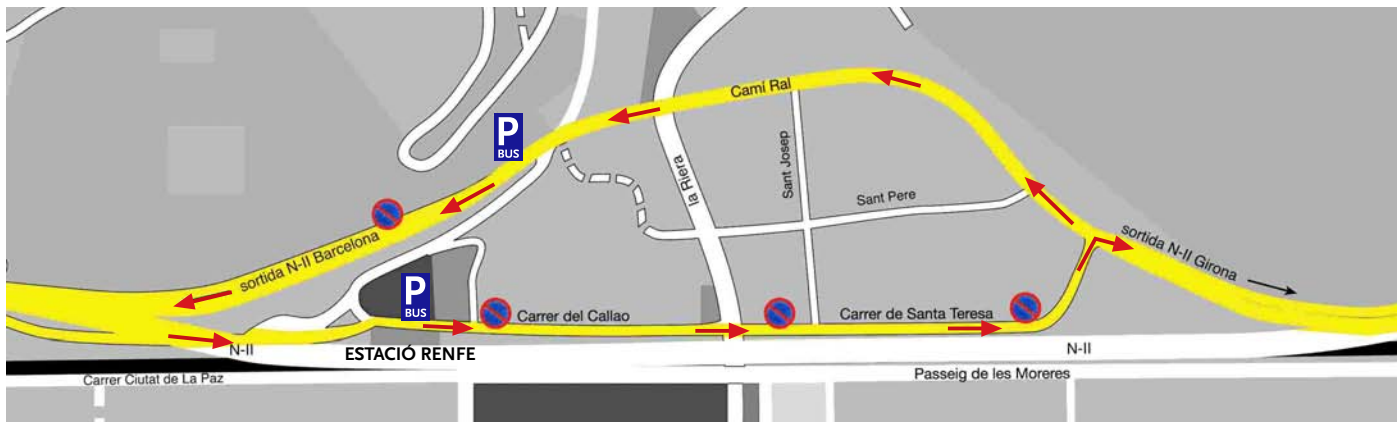 Camí Ral
P
BUS
la Riera
Sant Josep
Sant Pere
sortida N-II Barcelona
sortida N-II Girona
P
BUS
Carrer del Callao
Carrer de Santa Teresa
N-II
ESTACIÓ RENFE
N-II
Carrer Ciutat de La Paz
Passeig de les Moreres